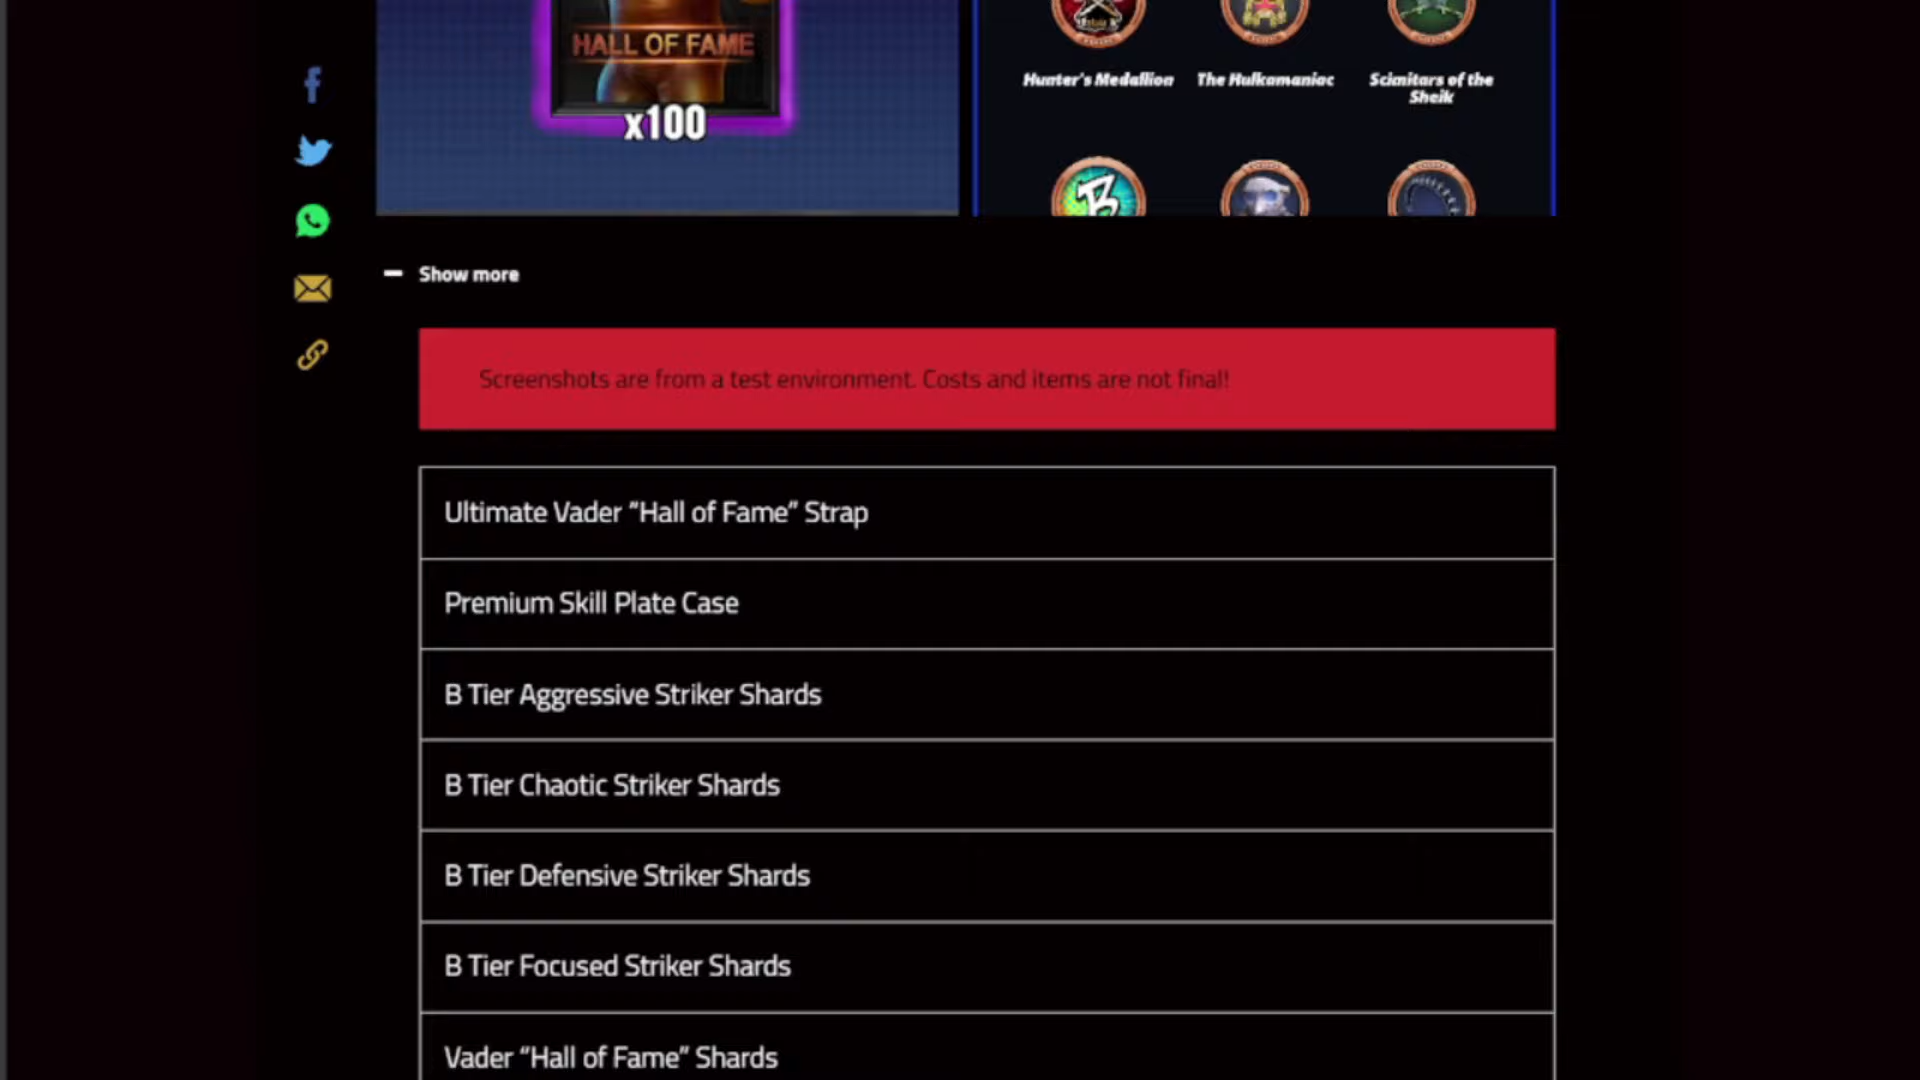 HALL OF FAME
x100
Hunter's Medallion
The Hulkamaniac
Scimitars of the
Sheik
Show more
Screenshots are from a test environment. Costs and items are not final!
Ultimate Vader “Hall of Fame” Strap
Premium Skill Plate Case
B Tier Aggressive Striker Shards
B Tier Chaotic Striker Shards
B Tier Defensive Striker Shards
B Tier Focused Striker Shards
Vader “Hall of Fame” Shards